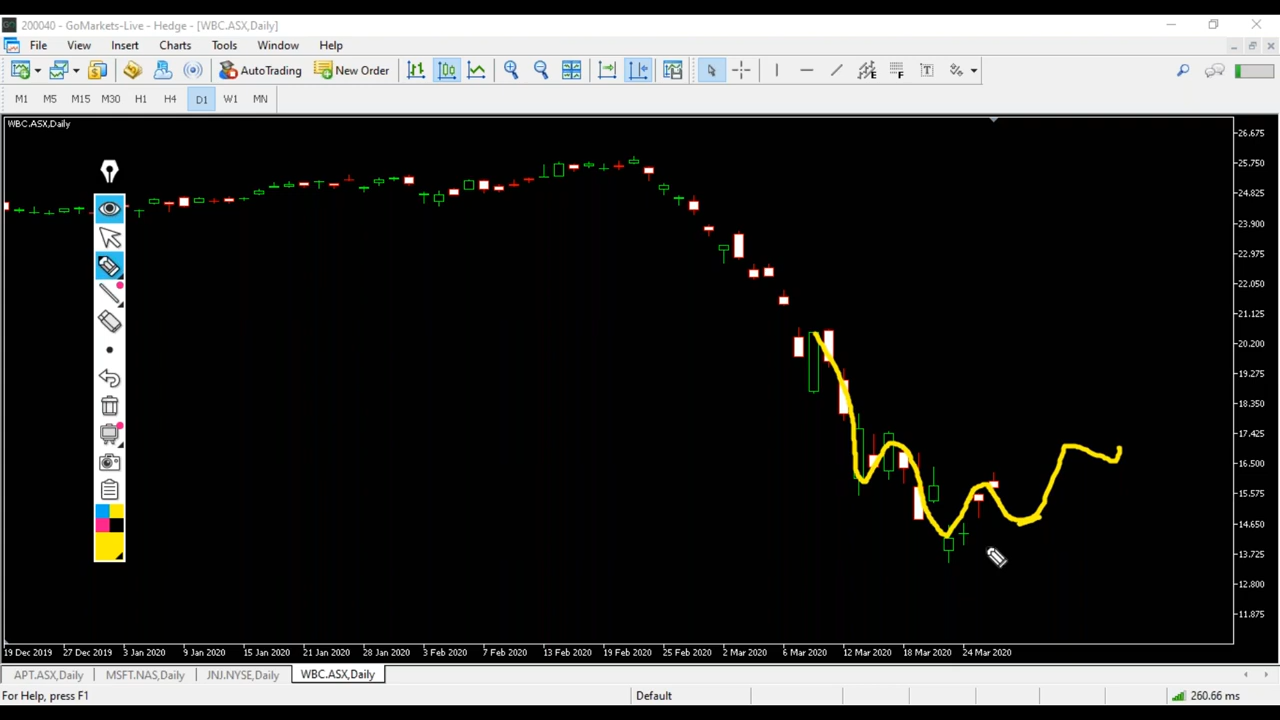 200040 - GoMarkets-Live - Hedge - [WBC.ASX,Daily]
File View Insert Charts Tools Window Help
AutoTrading New Order E F T
M1 M5 M15 M30 H1 H4 D1 W1 MN
WBC.ASX,Daily
26.675
25.750
24.825
23.900
22.975
22.050
21.125
20.200
19.275
18.350
17.425
16.500
15.575
14.650
13.725
12.800
11.875
19 Dec 2019 27 Dec 2019 3 Jan 2020 9 Jan 2020 15 Jan 2020 21 Jan 2020 28 Jan 2020 3 Feb 2020 7 Feb 2020 13 Feb 2020 19 Feb 2020 25 Feb 2020 2 Mar 2020 6 Mar 2020 12 Mar 2020 18 Mar 2020 24 Mar 2020
APT.ASX,Daily MSFT.NAS,Daily JNJ.NYSE,Daily WBC.ASX,Daily
For Help, press F1 Default 260.66 ms